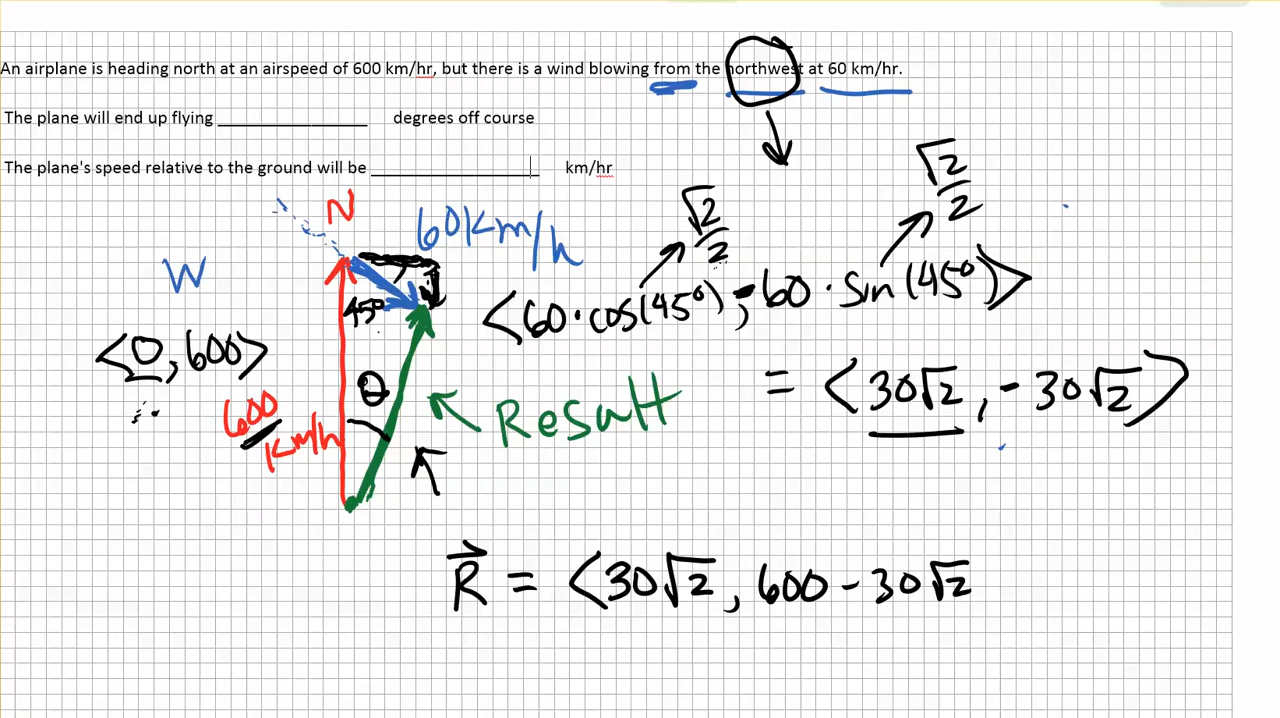 An airplane is heading north at an airspeed of 600 km/hr, but there is a wind blowing from the northwest at 60 km/hr.
The plane will end up flying _______________ degrees off course
The plane's speed relative to the ground will be _________________ km/hr
N
W
60 km/h
√2/2
√2/2
45°
<60·cos(45°), -60·sin(45°)>
<0, 600>
θ
600 km/h
Result
= <30√2, -30√2>
R = <30√2, 600 - 30√2